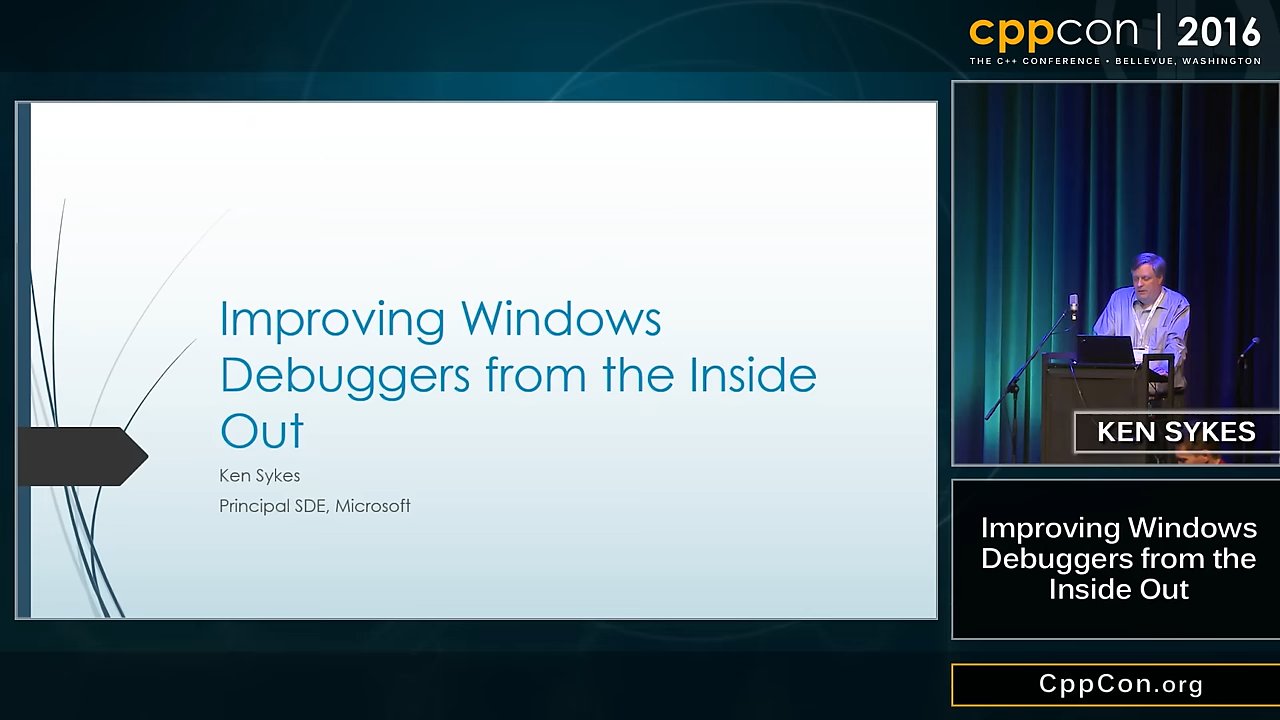 cppcon | 2016
THE C++ CONFERENCE • BELLEVUE, WASHINGTON
Improving Windows
Debuggers from the Inside
Out
Ken Sykes
Principal SDE, Microsoft
KEN SYKES
Improving Windows
Debuggers from the
Inside Out
CppCon.org